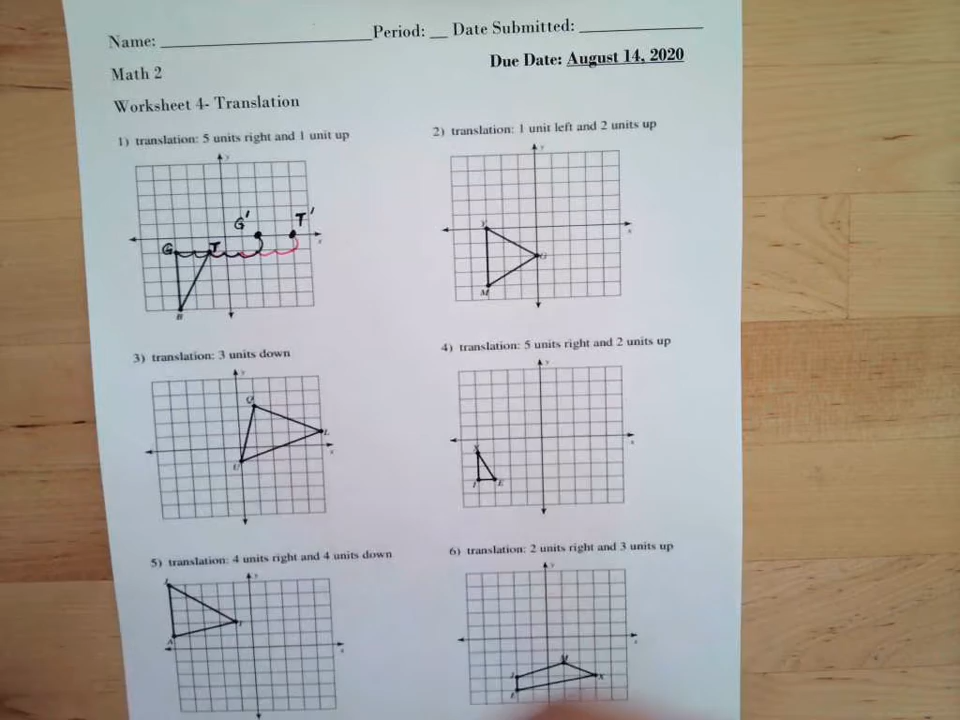 Name: ____________ Period: __ Date Submitted: ____________
Math 2
Due Date: August 14, 2020
Worksheet 4- Translation
1) translation: 5 units right and 1 unit up
2) translation: 1 unit left and 2 units up
y
y
G' T'
x
x
G T
Y
G
B
M
3) translation: 3 units down
4) translation: 5 units right and 2 units up
y
y
Q
L
x
x
U
X
J E
5) translation: 4 units right and 4 units down
6) translation: 2 units right and 3 units up
y
y
A
x
x
M
X